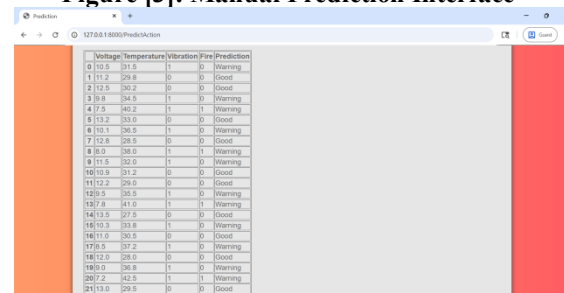 Figure [3]: Manual Prediction Interface
Prediction
127.0.0.1:8000/PredictAction
Guest
Voltage Temperature Vibration Fire Prediction
0 10.5 31.5 1 0 Warning
1 11.2 29.8 0 0 Good
2 12.5 30.2 0 0 Good
3 9.8 34.5 1 0 Warning
4 7.5 40.2 1 1 Warning
5 13.2 33.0 0 0 Good
6 10.1 36.5 1 0 Warning
7 12.8 28.5 0 0 Good
8 8.0 38.0 1 1 Warning
9 11.5 32.0 1 0 Warning
10 10.9 31.2 0 0 Good
11 12.2 29.0 0 0 Good
12 9.5 35.5 1 0 Warning
13 7.8 41.0 1 1 Warning
14 13.5 27.5 0 0 Good
15 10.3 33.8 1 0 Warning
16 11.0 30.5 0 0 Good
17 8.5 37.2 1 0 Warning
18 12.0 28.0 0 0 Good
19 9.0 36.8 1 0 Warning
20 7.2 42.5 1 1 Warning
21 13.0 29.5 0 0 Good